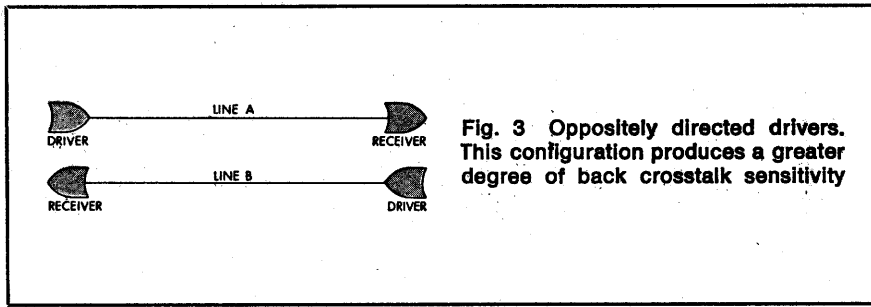 LINE A
DRIVER
RECEIVER
LINE B
RECEIVER
DRIVER
Fig. 3 Oppositely directed drivers.
This configuration produces a greater
degree of back crosstalk sensitivity